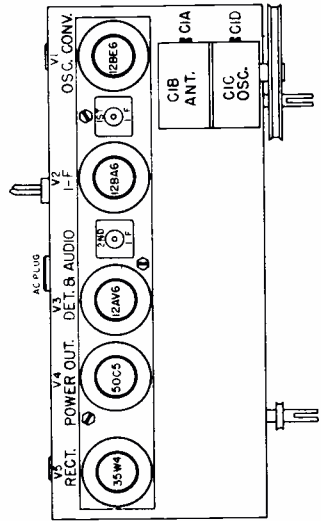 V1
OSC. CONV.
12BE6
1ST
I-F
V2
I-F
12BA6
2ND
I-F
AC PLUG
V3
DET. & AUDIO
12AV6
V4
POWER OUT.
50C5
V5
RECT.
35W4
C1A
C1B
ANT.
C1D
C1C
OSC.